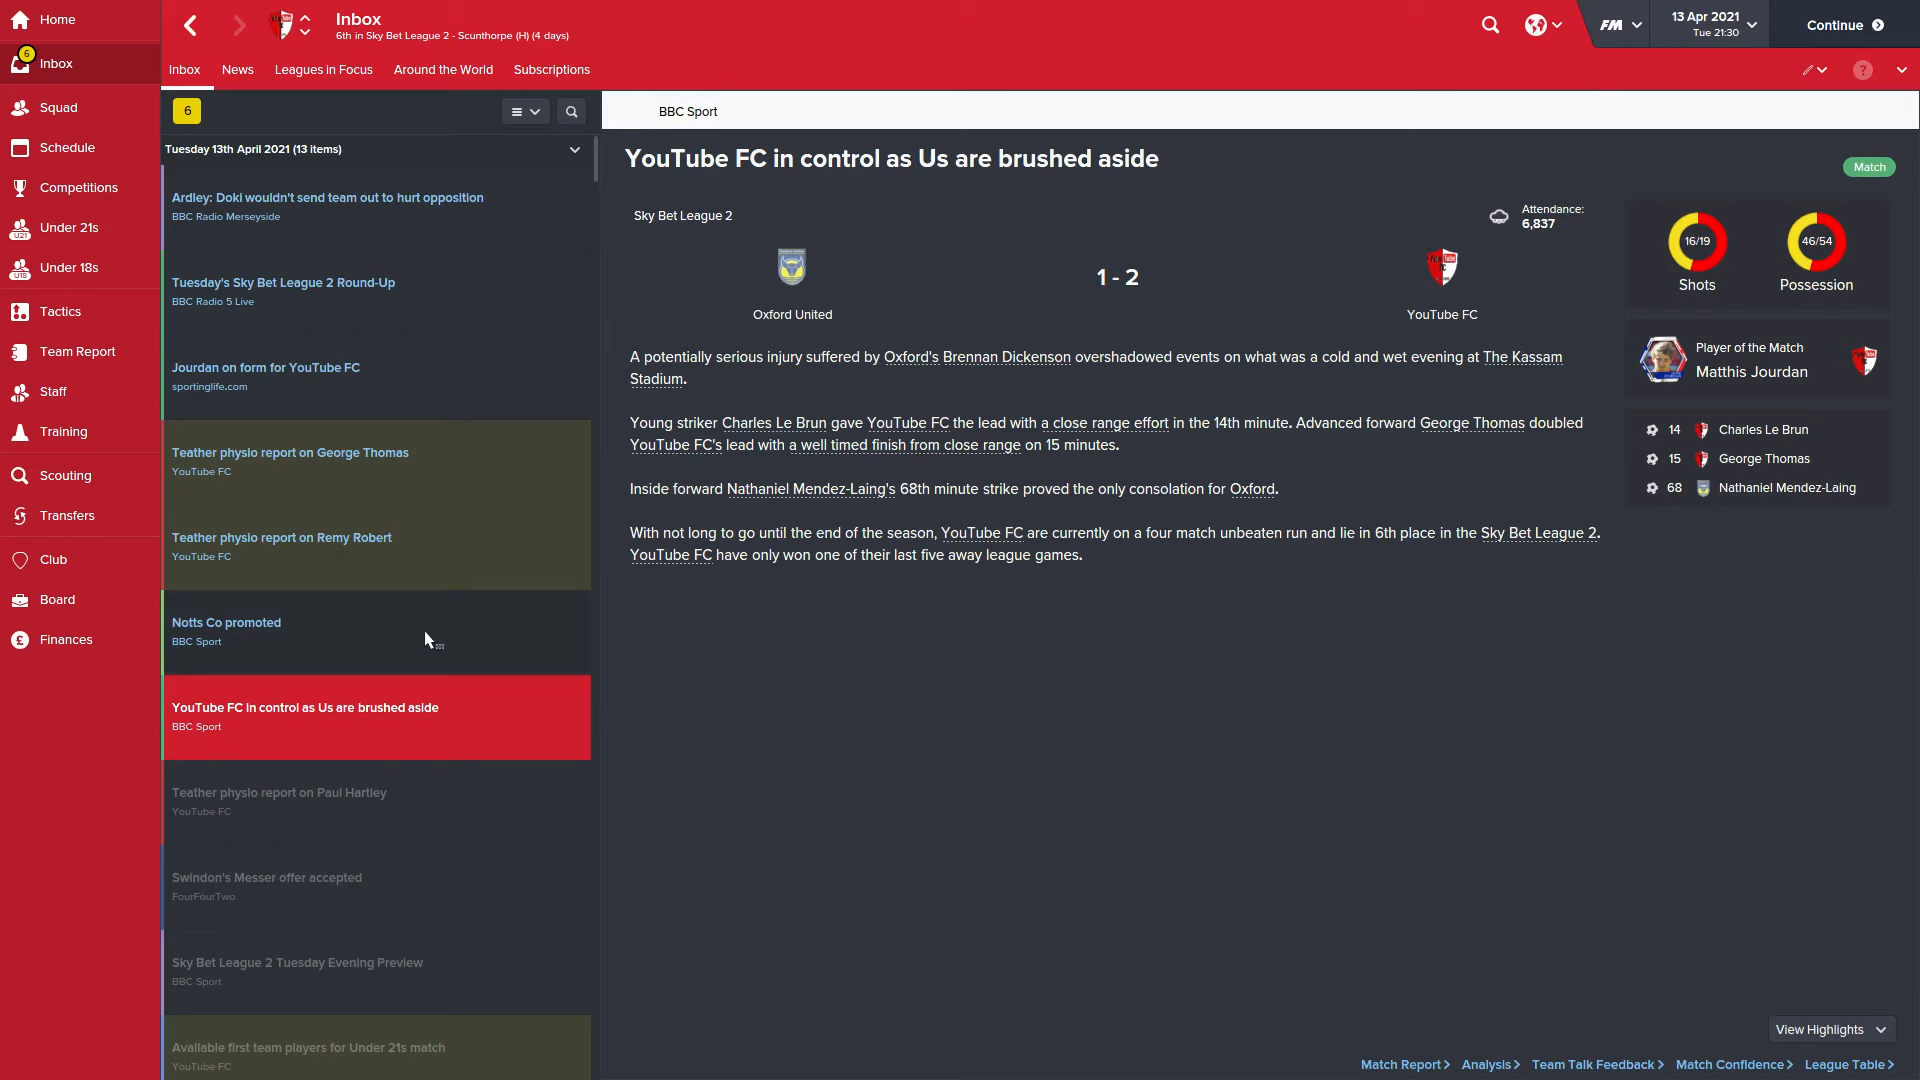 Home
6
Inbox
Squad
Schedule
Competitions
U21
Under 21s
U18
Under 18s
Tactics
Team Report
Staff
Training
Scouting
Transfers
Club
Board
Finances
Inbox
6th in Sky Bet League 2 - Scunthorpe (H) (4 days)
FM
13 Apr 2021
Tue 21:30
Continue
Inbox News Leagues in Focus Around the World Subscriptions
?
6
Tuesday 13th April 2021 (13 items)
Ardley: Doki wouldn't send team out to hurt opposition
BBC Radio Merseyside
Tuesday's Sky Bet League 2 Round-Up
BBC Radio 5 Live
Jourdan on form for YouTube FC
sportinglife.com
Teather physio report on George Thomas
YouTube FC
Teather physio report on Remy Robert
YouTube FC
Notts Co promoted
BBC Sport
YouTube FC in control as Us are brushed aside
BBC Sport
Teather physio report on Paul Hartley
YouTube FC
Swindon's Messer offer accepted
FourFourTwo
Sky Bet League 2 Tuesday Evening Preview
BBC Sport
Available first team players for Under 21s match
YouTube FC
BBC Sport
YouTube FC in control as Us are brushed aside
Match
Sky Bet League 2
Attendance:
6,837
1 - 2
Oxford United
YouTube FC
A potentially serious injury suffered by Oxford's Brennan Dickenson overshadowed events on what was a cold and wet evening at The Kassam
Stadium.
Young striker Charles Le Brun gave YouTube FC the lead with a close range effort in the 14th minute. Advanced forward George Thomas doubled
YouTube FC's lead with a well timed finish from close range on 15 minutes.
Inside forward Nathaniel Mendez-Laing's 68th minute strike proved the only consolation for Oxford.
With not long to go until the end of the season, YouTube FC are currently on a four match unbeaten run and lie in 6th place in the Sky Bet League 2.
YouTube FC have only won one of their last five away league games.
16/19
Shots
46/54
Possession
Player of the Match
Matthis Jourdan
14 Charles Le Brun
15 George Thomas
68 Nathaniel Mendez-Laing
View Highlights
Match Report> Analysis> Team Talk Feedback> Match Confidence> League Table>